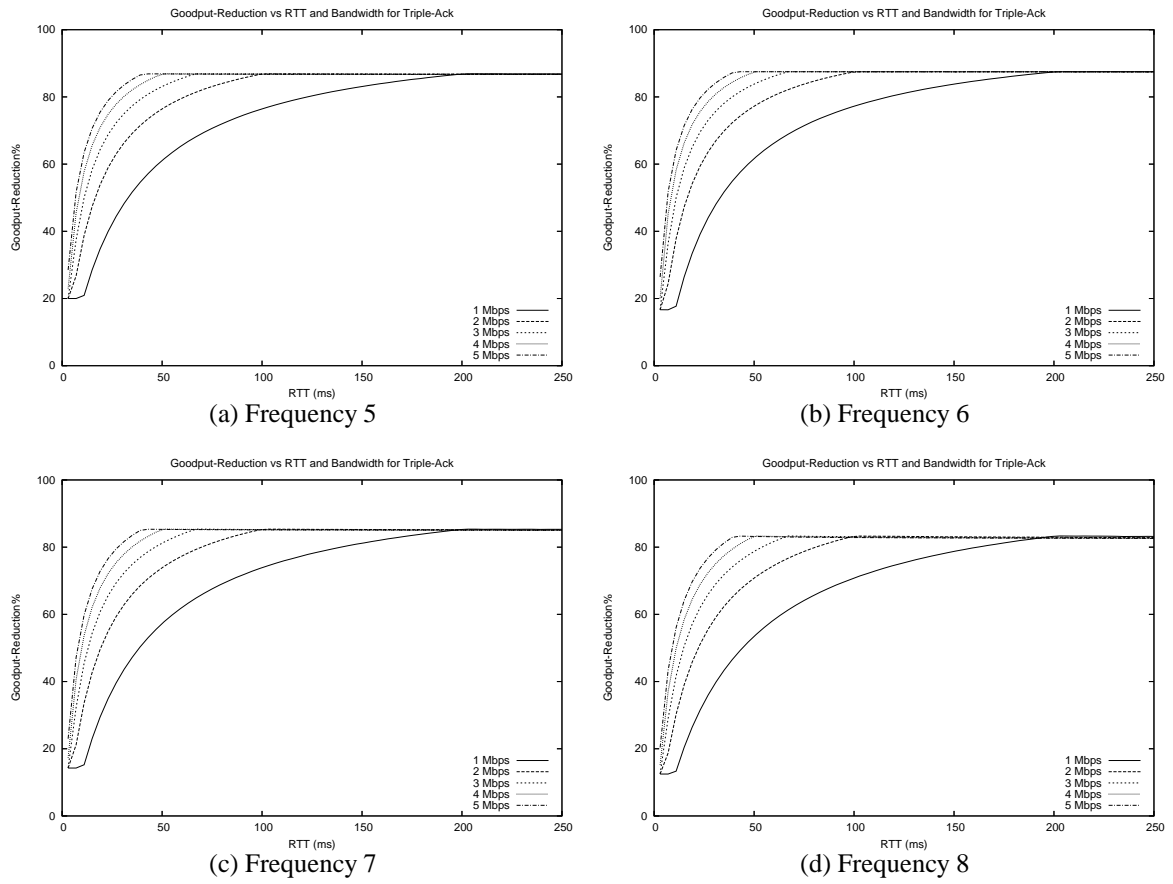 Goodput-Reduction vs RTT and Bandwidth for Triple-Ack
100
80
60
40
20
0
Goodput-Reduction%
1 Mbps
2 Mbps
3 Mbps
4 Mbps
5 Mbps
0 50 100 150 200 250
RTT (ms)
(a) Frequency 5
Goodput-Reduction vs RTT and Bandwidth for Triple-Ack
100
80
60
40
20
0
Goodput-Reduction%
1 Mbps
2 Mbps
3 Mbps
4 Mbps
5 Mbps
0 50 100 150 200 250
RTT (ms)
(b) Frequency 6
Goodput-Reduction vs RTT and Bandwidth for Triple-Ack
100
80
60
40
20
0
Goodput-Reduction%
1 Mbps
2 Mbps
3 Mbps
4 Mbps
5 Mbps
0 50 100 150 200 250
RTT (ms)
(c) Frequency 7
Goodput-Reduction vs RTT and Bandwidth for Triple-Ack
100
80
60
40
20
0
Goodput-Reduction%
1 Mbps
2 Mbps
3 Mbps
4 Mbps
5 Mbps
0 50 100 150 200 250
RTT (ms)
(d) Frequency 8